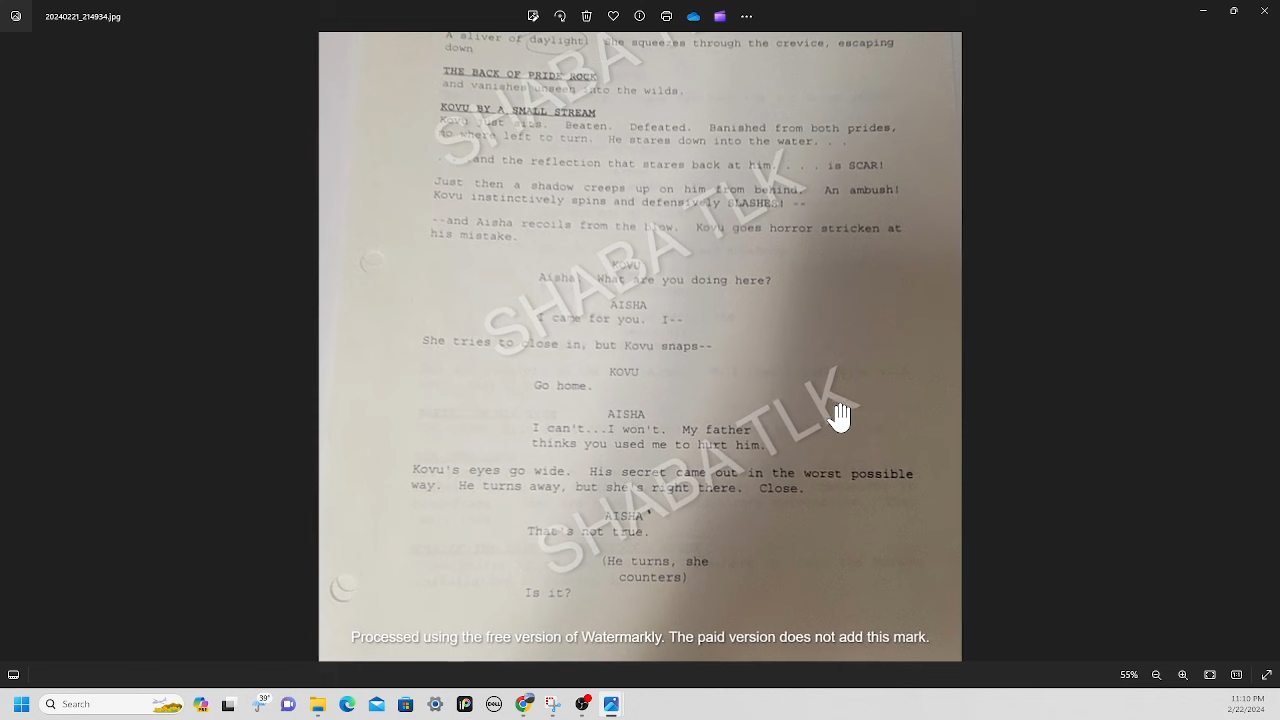 20240221_214934.jpg
A sliver of daylight! She squeezes through the crevice, escaping
down
THE BACK OF PRIDE ROCK
and vanishes unseen into the wilds.
KOVU BY A SMALL STREAM
Kovu just sits. Beaten. Defeated. Banished from both prides,
no where left to turn. He stares down into the water. . .
. . .and the reflection that stares back at him. . . . is SCAR!
Just then a shadow creeps up on him from behind. An ambush!
Kovu instinctively spins and defensively SLASHES! --
--and Aisha recoils from the blow. Kovu goes horror stricken at
his mistake.
KOVU
Aisha! What are you doing here?
AISHA
I came for you. I--
She tries to close in, but Kovu snaps--
KOVU
Go home.
AISHA
I can't...I won't. My father
thinks you used me to hurt him.
Kovu's eyes go wide. His secret came out in the worst possible
way. He turns away, but she's right there. Close.
AISHA
That's not true.
(He turns, she
counters)
Is it?
SHABA TLK
SHABA TLK
SHABA TLK
Processed using the free version of Watermarkly. The paid version does not add this mark.
55%
Search
39°
DELL
11:10 PM
2/22/2024